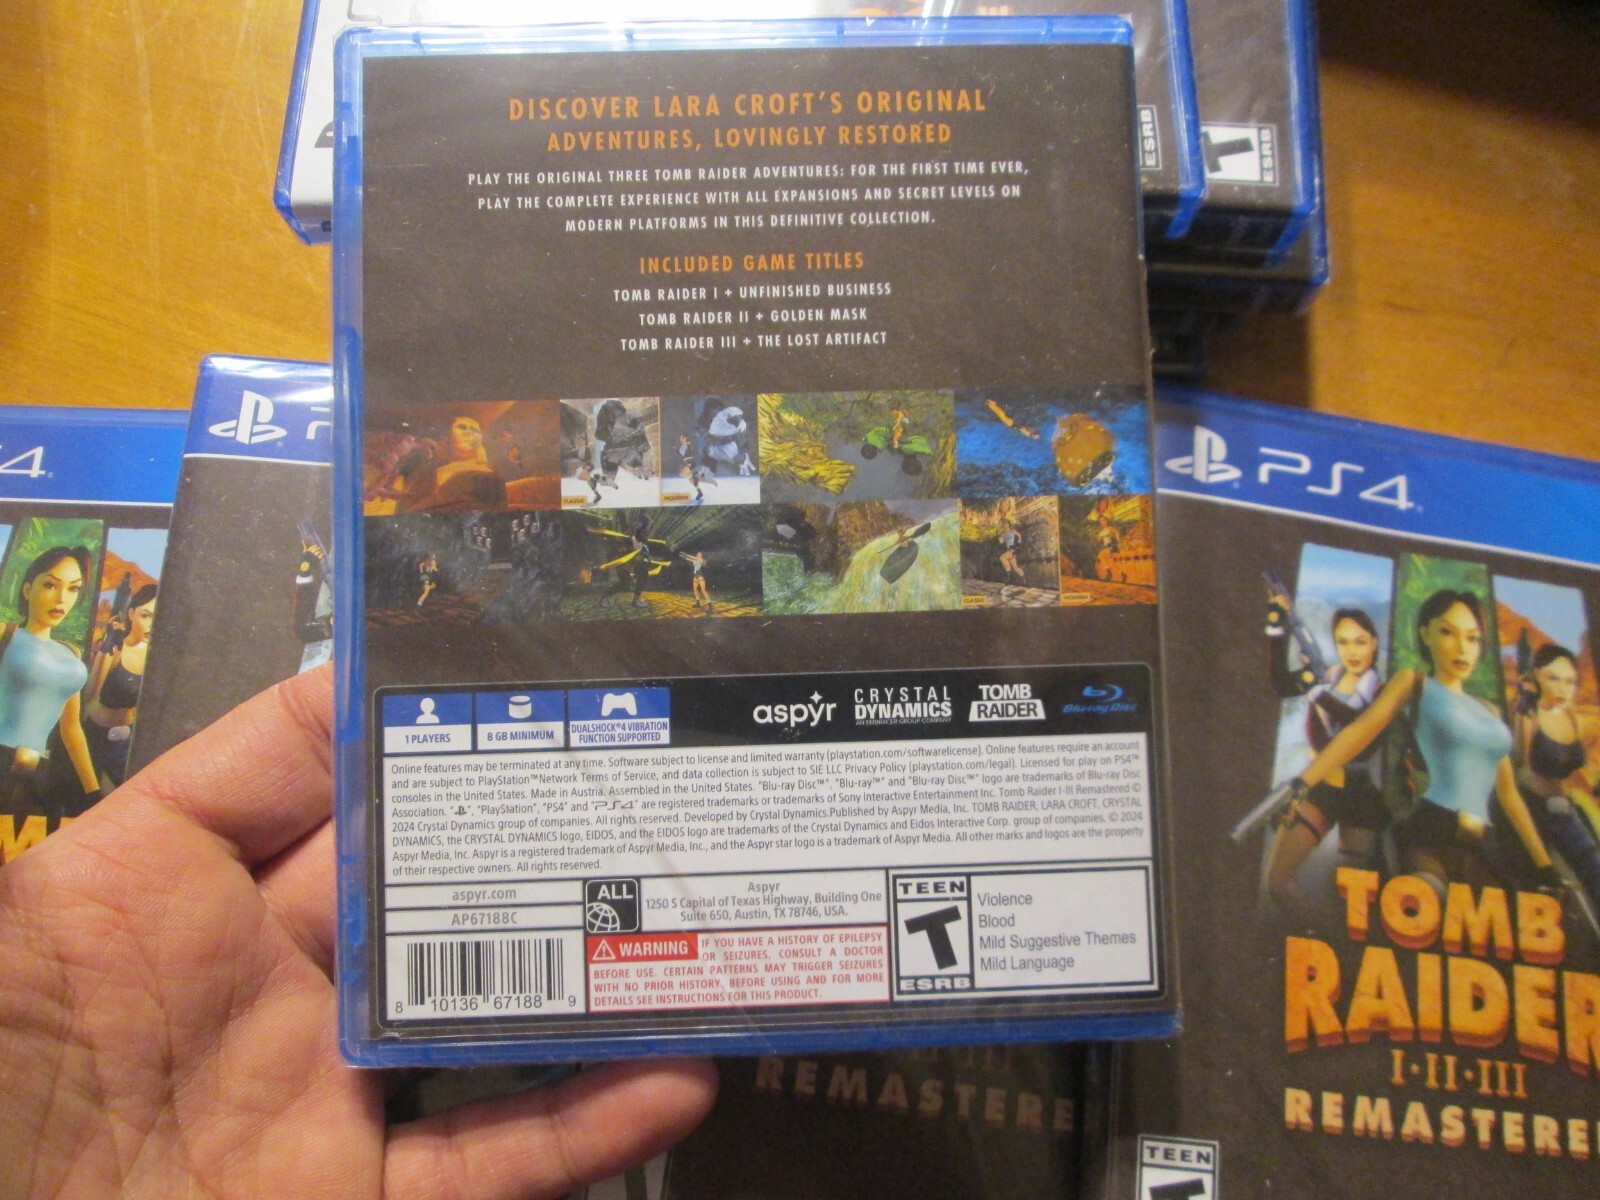 ESRB
T
ESRB
DISCOVER LARA CROFT'S ORIGINAL
ADVENTURES, LOVINGLY RESTORED
PLAY THE ORIGINAL THREE TOMB RAIDER ADVENTURES: FOR THE FIRST TIME EVER,
PLAY THE COMPLETE EXPERIENCE WITH ALL EXPANSIONS AND SECRET LEVELS ON
MODERN PLATFORMS IN THIS DEFINITIVE COLLECTION.
INCLUDED GAME TITLES
TOMB RAIDER I + UNFINISHED BUSINESS
TOMB RAIDER II + GOLDEN MASK
TOMB RAIDER III + THE LOST ARTIFACT
CLASSIC
MODERN
CLASSIC
MODERN
1 PLAYERS
8 GB MINIMUM
DUALSHOCK®4 VIBRATION
FUNCTION SUPPORTED
aspyr
CRYSTAL
DYNAMICS
AN EMBRACER GROUP COMPANY
TOMB
RAIDER
Blu-ray Disc
Online features may be terminated at any time. Software subject to license and limited warranty (playstation.com/softwarelicense). Online features require an account
and are subject to PlayStation™Network Terms of Service, and data collection is subject to SIE LLC Privacy Policy (playstation.com/legal). Licensed for play on PS4™
consoles in the United States. Made in Austria. Assembled in the United States. "Blu-ray Disc™", "Blu-ray™" and "Blu-ray Disc™" logo are trademarks of Blu-ray Disc
Association. "PS", "PlayStation", "PS4" and "PS4" are registered trademarks or trademarks of Sony Interactive Entertainment Inc. Tomb Raider I-III Remastered ©
2024 Crystal Dynamics group of companies. All rights reserved. Developed by Crystal Dynamics.Published by Aspyr Media, Inc. TOMB RAIDER, LARA CROFT, CRYSTAL
DYNAMICS, the CRYSTAL DYNAMICS logo, EIDOS, and the EIDOS logo are trademarks of the Crystal Dynamics and Eidos Interactive Corp. group of companies. © 2024
Aspyr Media, Inc. Aspyr is a registered trademark of Aspyr Media, Inc., and the Aspyr star logo is a trademark of Aspyr Media. All other marks and logos are the property
of their respective owners. All rights reserved.
aspyr.com
AP67188C
ALL
Aspyr
1250 S Capital of Texas Highway, Building One
Suite 650, Austin, TX 78746, USA.
WARNING IF YOU HAVE A HISTORY OF EPILEPSY
OR SEIZURES, CONSULT A DOCTOR
BEFORE USE. CERTAIN PATTERNS MAY TRIGGER SEIZURES
WITH NO PRIOR HISTORY. BEFORE USING AND FOR MORE
DETAILS SEE INSTRUCTIONS FOR THIS PRODUCT.
TEEN
T
ESRB
Violence
Blood
Mild Suggestive Themes
Mild Language
8 10136 67188 9
4
PS4
TOMB
RAIDER
I·II·III
REMASTERE
TEEN
REMASTERE